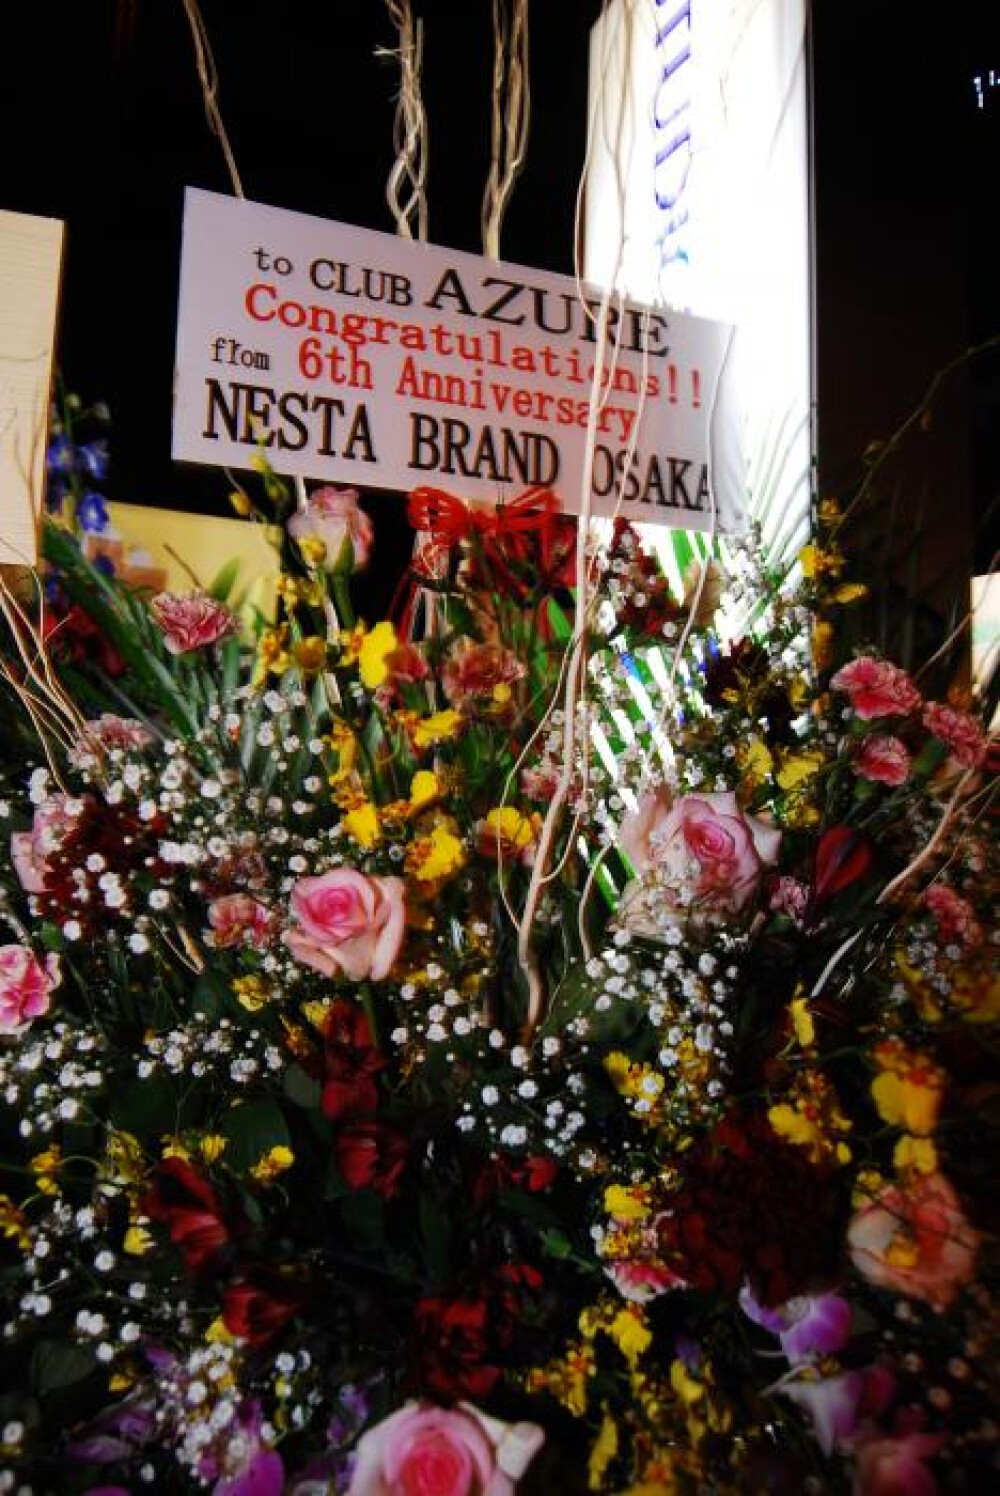 to CLUB AZURE
Congratulations!!
6th Anniversary
from
NESTA BRAND OSAKA